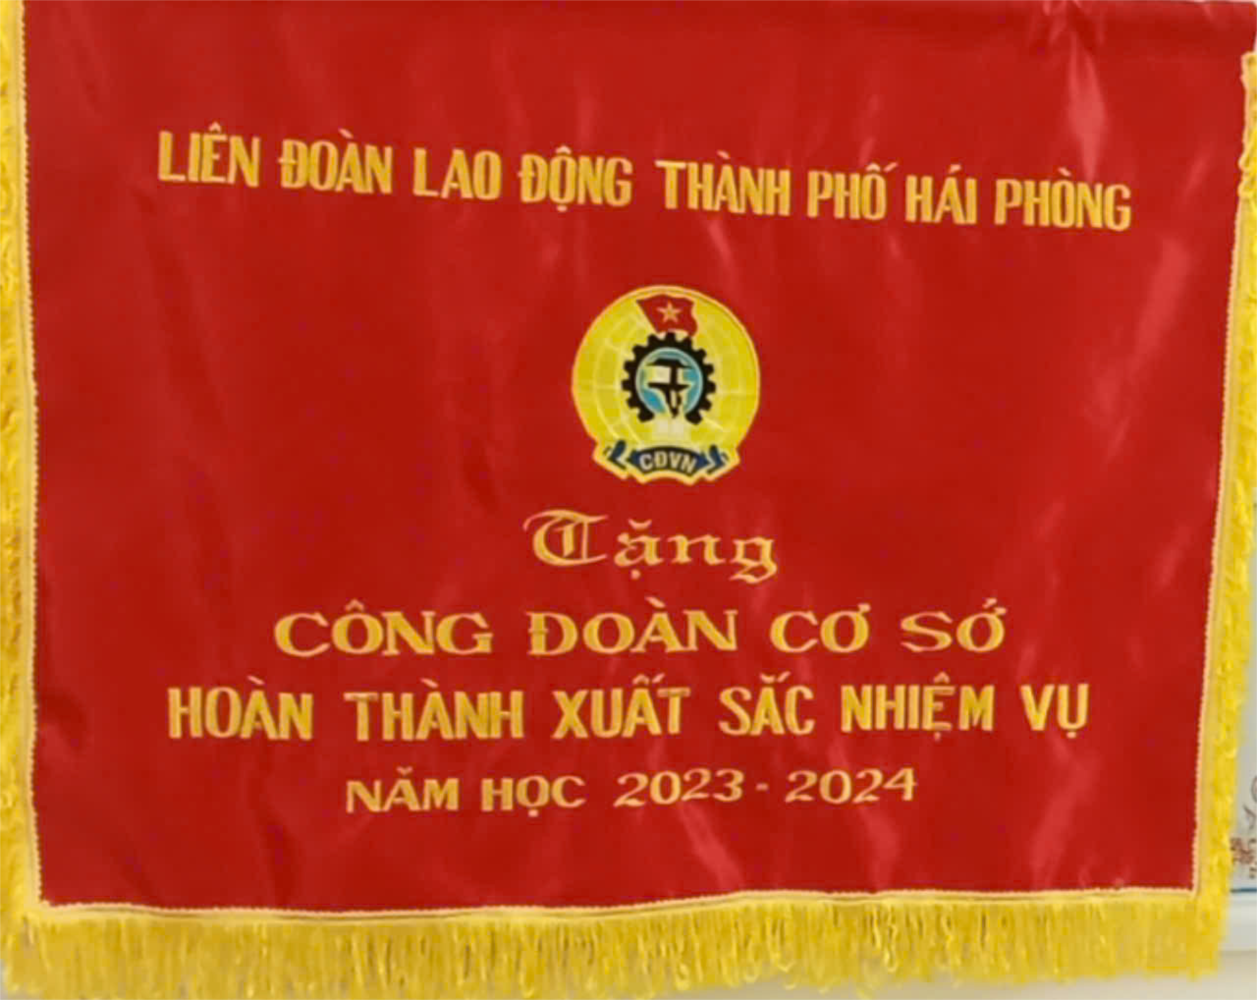 LIÊN ĐOÀN LAO ĐỘNG THÀNH PHỐ HẢI PHÒNG
CĐVN
Tặng
CÔNG ĐOÀN CƠ SỞ
HOÀN THÀNH XUẤT SẮC NHIỆM VỤ
NĂM HỌC 2023 - 2024